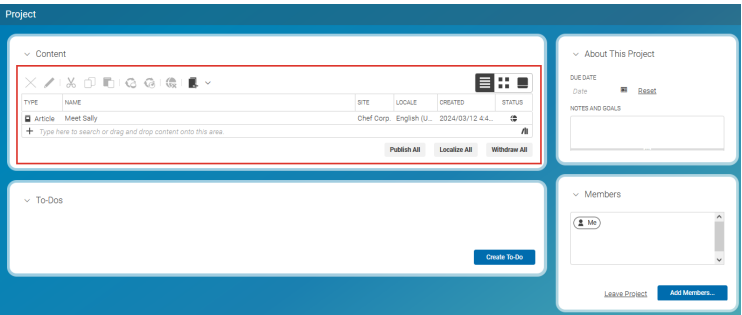 Project
Content
TYPE NAME SITE LOCALE CREATED STATUS
Article Meet Sally Chef Corp. English (U... 2024/03/12 4:4...
Type here to search or drag and drop content onto this area.
Publish All Localize All Withdraw All
To-Dos
Create To-Do
About This Project
DUE DATE
Date Reset
NOTES AND GOALS
Members
Me
Leave Project Add Members...